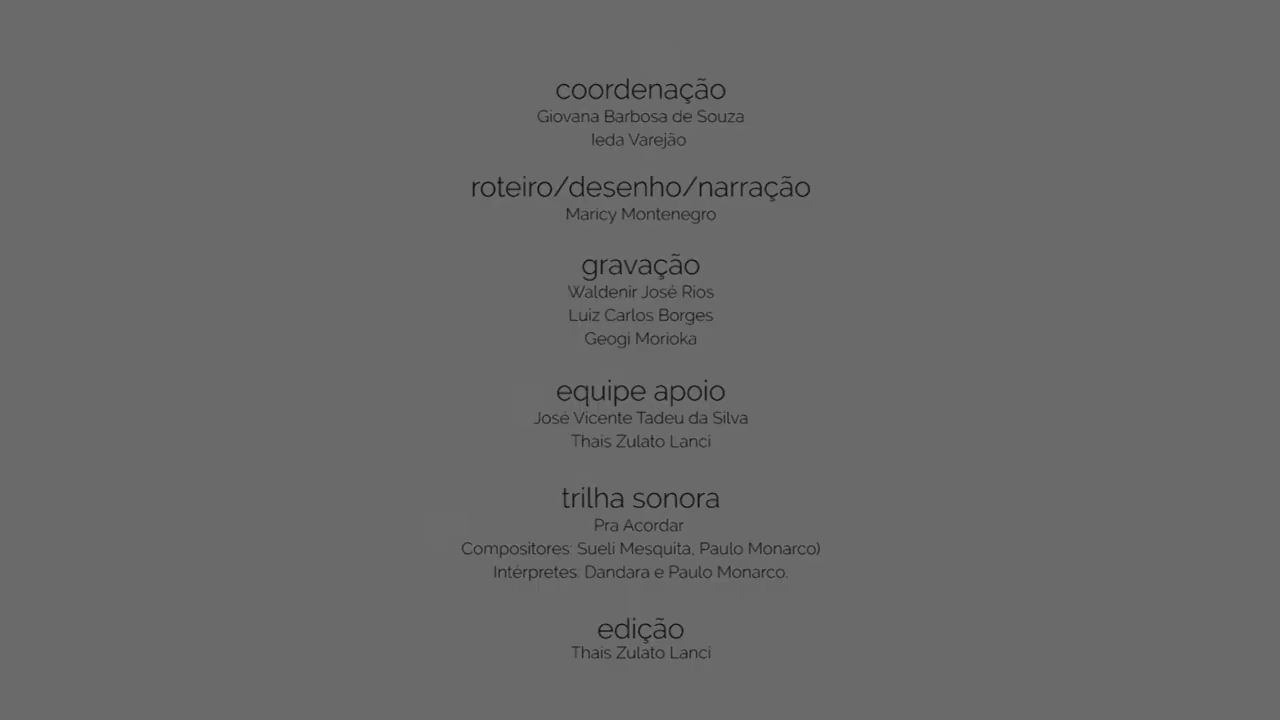 coordenação
Giovana Barbosa de Souza
Ieda Varejão
roteiro/desenho/narração
Maricy Montenegro
gravação
Waldenir José Rios
Luiz Carlos Borges
Geogi Morioka
equipe apoio
José Vicente Tadeu da Silva
Thais Zulato Lanci
trilha sonora
Pra Acordar
Compositores: Sueli Mesquita, Paulo Monarco)
Intérpretes: Dandara e Paulo Monarco.
edição
Thais Zulato Lanci